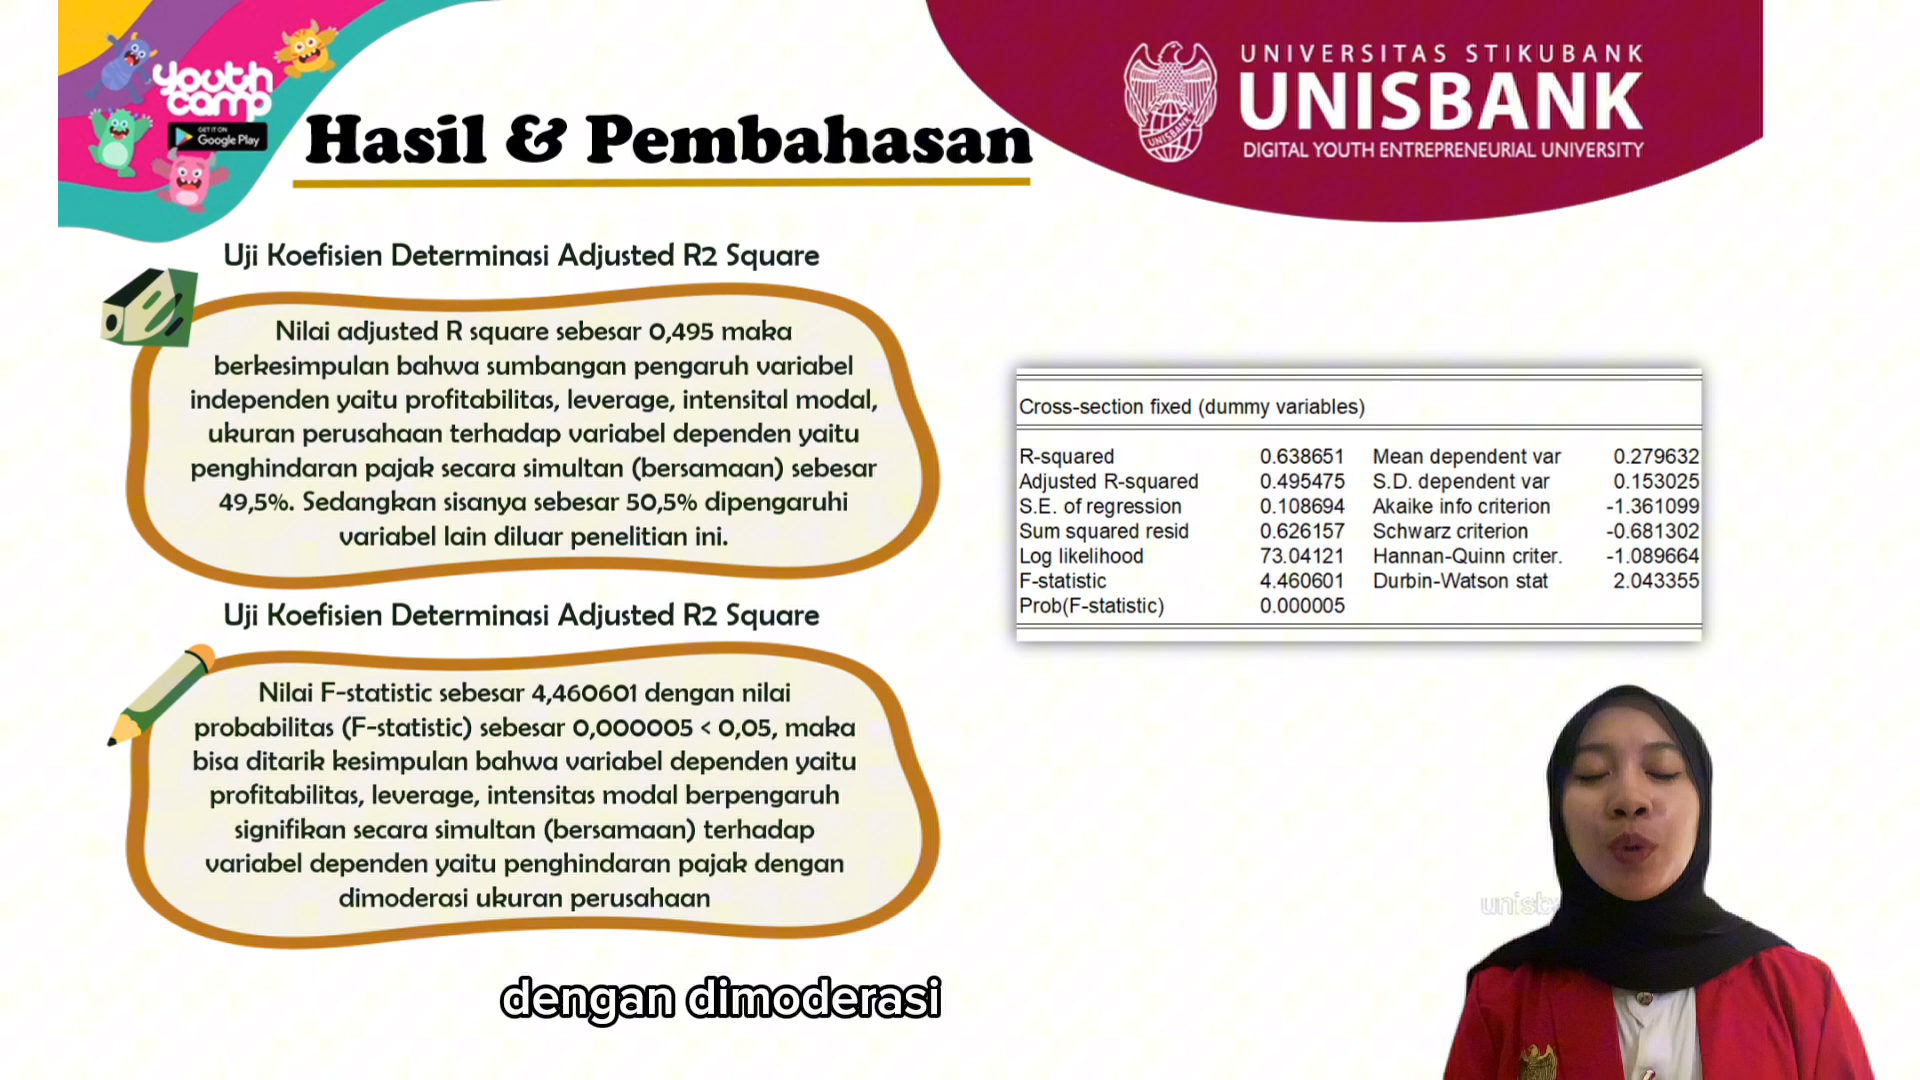 youth
camp
GET IT ON
Google Play
Hasil & Pembahasan
UNIVERSITAS STIKUBANK
UNISBANK
DIGITAL YOUTH ENTREPRENEURIAL UNIVERSITY
UNISBANK
Uji Koefisien Determinasi Adjusted R2 Square
Nilai adjusted R square sebesar 0,495 maka
berkesimpulan bahwa sumbangan pengaruh variabel
independen yaitu profitabilitas, leverage, intensital modal,
ukuran perusahaan terhadap variabel dependen yaitu
penghindaran pajak secara simultan (bersamaan) sebesar
49,5%. Sedangkan sisanya sebesar 50,5% dipengaruhi
variabel lain diluar penelitian ini.
Uji Koefisien Determinasi Adjusted R2 Square
Nilai F-statistic sebesar 4,460601 dengan nilai
probabilitas (F-statistic) sebesar 0,000005 < 0,05, maka
bisa ditarik kesimpulan bahwa variabel dependen yaitu
profitabilitas, leverage, intensitas modal berpengaruh
signifikan secara simultan (bersamaan) terhadap
variabel dependen yaitu penghindaran pajak dengan
dimoderasi ukuran perusahaan
Cross-section fixed (dummy variables)
R-squared 0.638651 Mean dependent var 0.279632
Adjusted R-squared 0.495475 S.D. dependent var 0.153025
S.E. of regression 0.108694 Akaike info criterion -1.361099
Sum squared resid 0.626157 Schwarz criterion -0.681302
Log likelihood 73.04121 Hannan-Quinn criter. -1.089664
F-statistic 4.460601 Durbin-Watson stat 2.043355
Prob(F-statistic) 0.000005
dengan dimoderasi